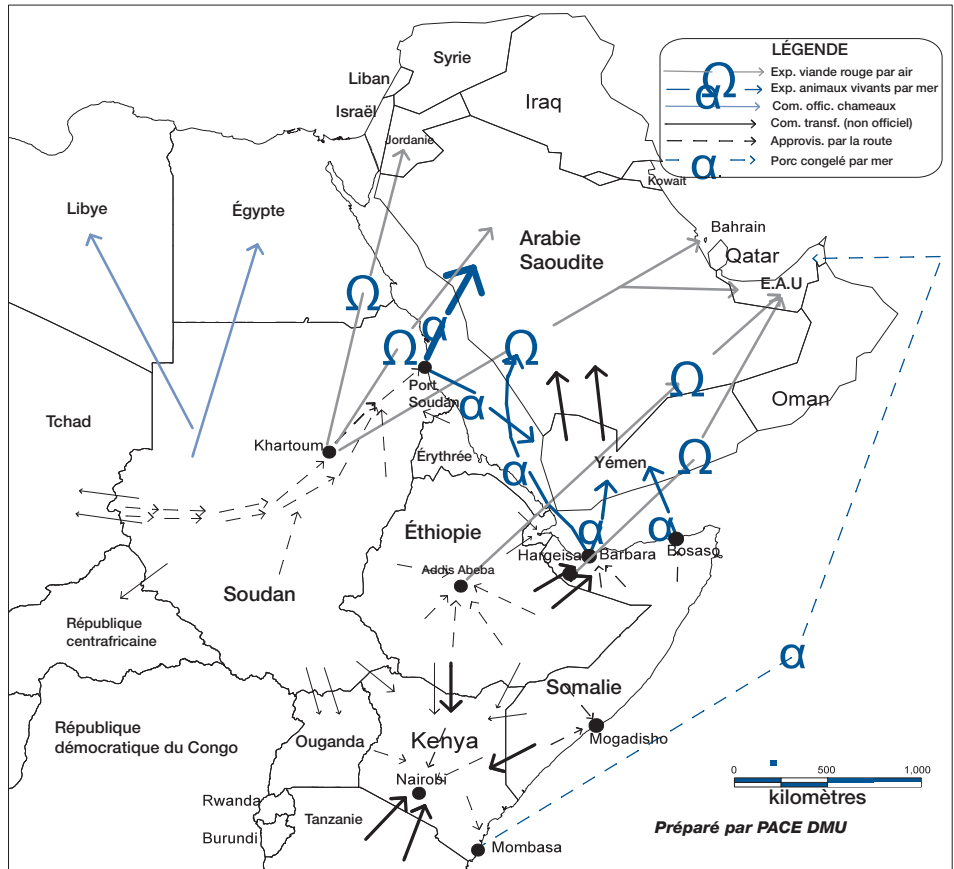 LÉGENDE
Ω Exp. viande rouge par air
α Exp. animaux vivants par mer
Com. offic. chameaux
Com. transf. (non officiel)
Approvis. par la route
α Porc congelé par mer
Syrie
Liban
Iraq
Israël
Jordanie
Kowait
Libye
Égypte
Bahrain
Arabie
Saoudite
Qatar
E.A.U
Ω
Ω
α
Ω
Port
Soudan
α
Ω
Oman
Tchad
Khartoum
Érythrée
Yémen
Ω
α
Éthiopie
α
α
Hargeisa
Barbara
Bosaso
Addis Abeba
Soudan
République
centrafricaine
α
Somalie
République
démocratique du Congo
Ouganda
Kenya
Mogadisho
Nairobi
Rwanda
Tanzanie
Burundi
Mombasa
0 500 1,000
kilomètres
Préparé par PACE DMU